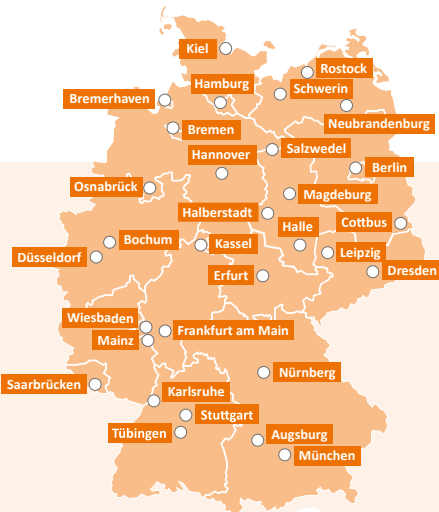 Kiel
Rostock
Hamburg
Schwerin
Bremerhaven
Neubrandenburg
Bremen
Salzwedel
Hannover
Berlin
Osnabrück
Magdeburg
Halberstadt
Cottbus
Halle
Bochum
Kassel
Leipzig
Düsseldorf
Dresden
Erfurt
Wiesbaden
Frankfurt am Main
Mainz
Nürnberg
Saarbrücken
Karlsruhe
Stuttgart
Tübingen
Augsburg
München